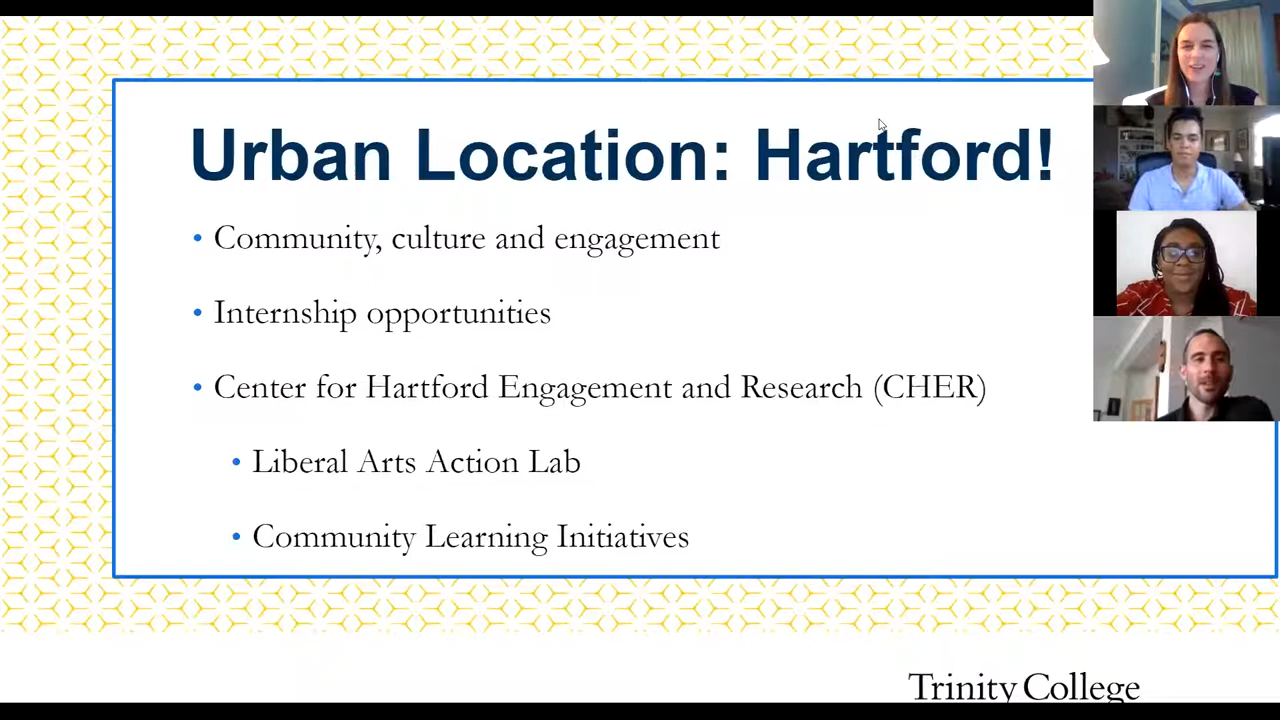 Urban Location: Hartford!
• Community, culture and engagement
• Internship opportunities
• Center for Hartford Engagement and Research (CHER)
• Liberal Arts Action Lab
• Community Learning Initiatives
Trinity College